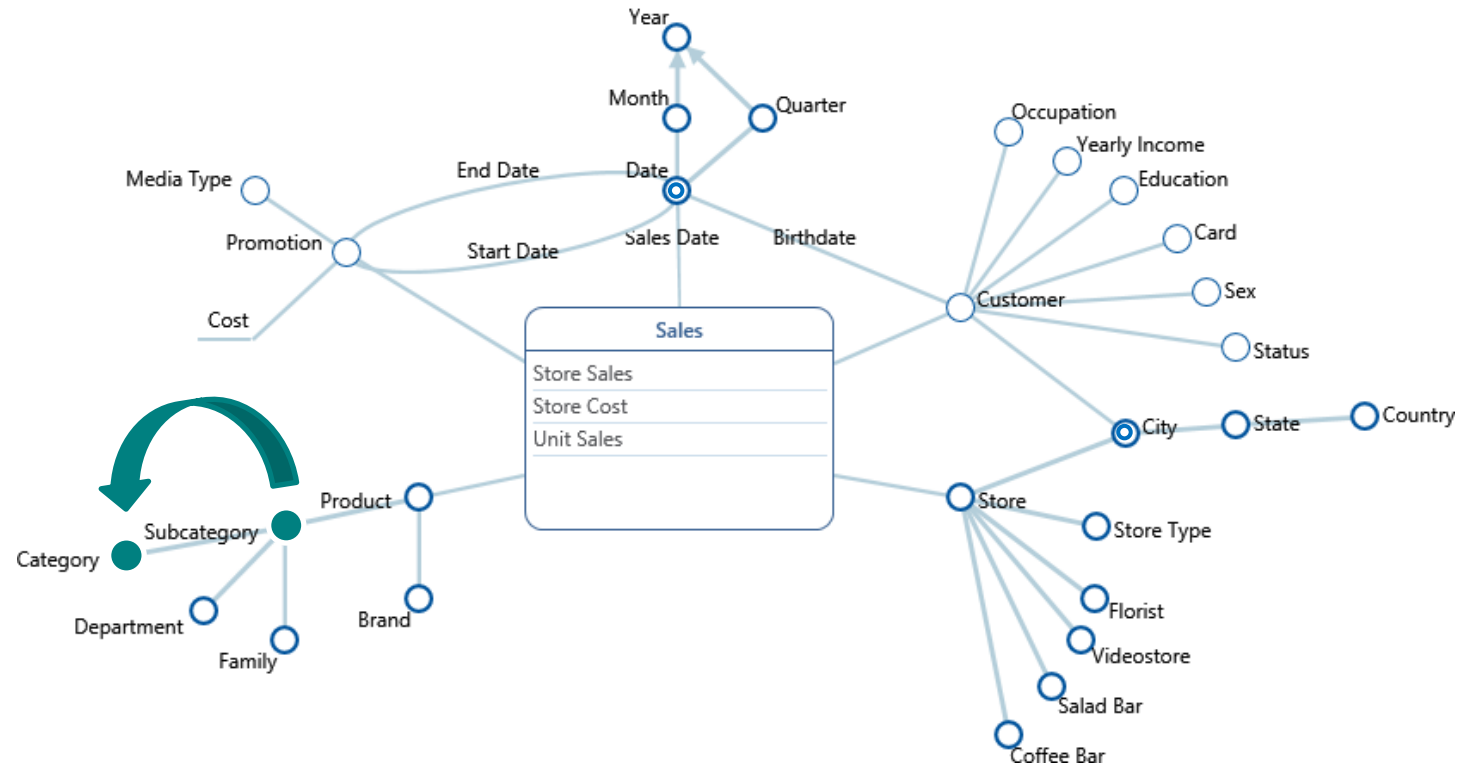 Year
Month
Quarter
Occupation
Yearly Income
End Date
Date
Education
Media Type
Promotion
Start Date
Sales Date
Birthdate
Card
Customer
Sex
Cost
Sales
Status
Store Sales
Store Cost
Unit Sales
City
State
Country
Product
Store
Subcategory
Store Type
Category
Department
Brand
Florist
Family
Videostore
Salad Bar
Coffee Bar